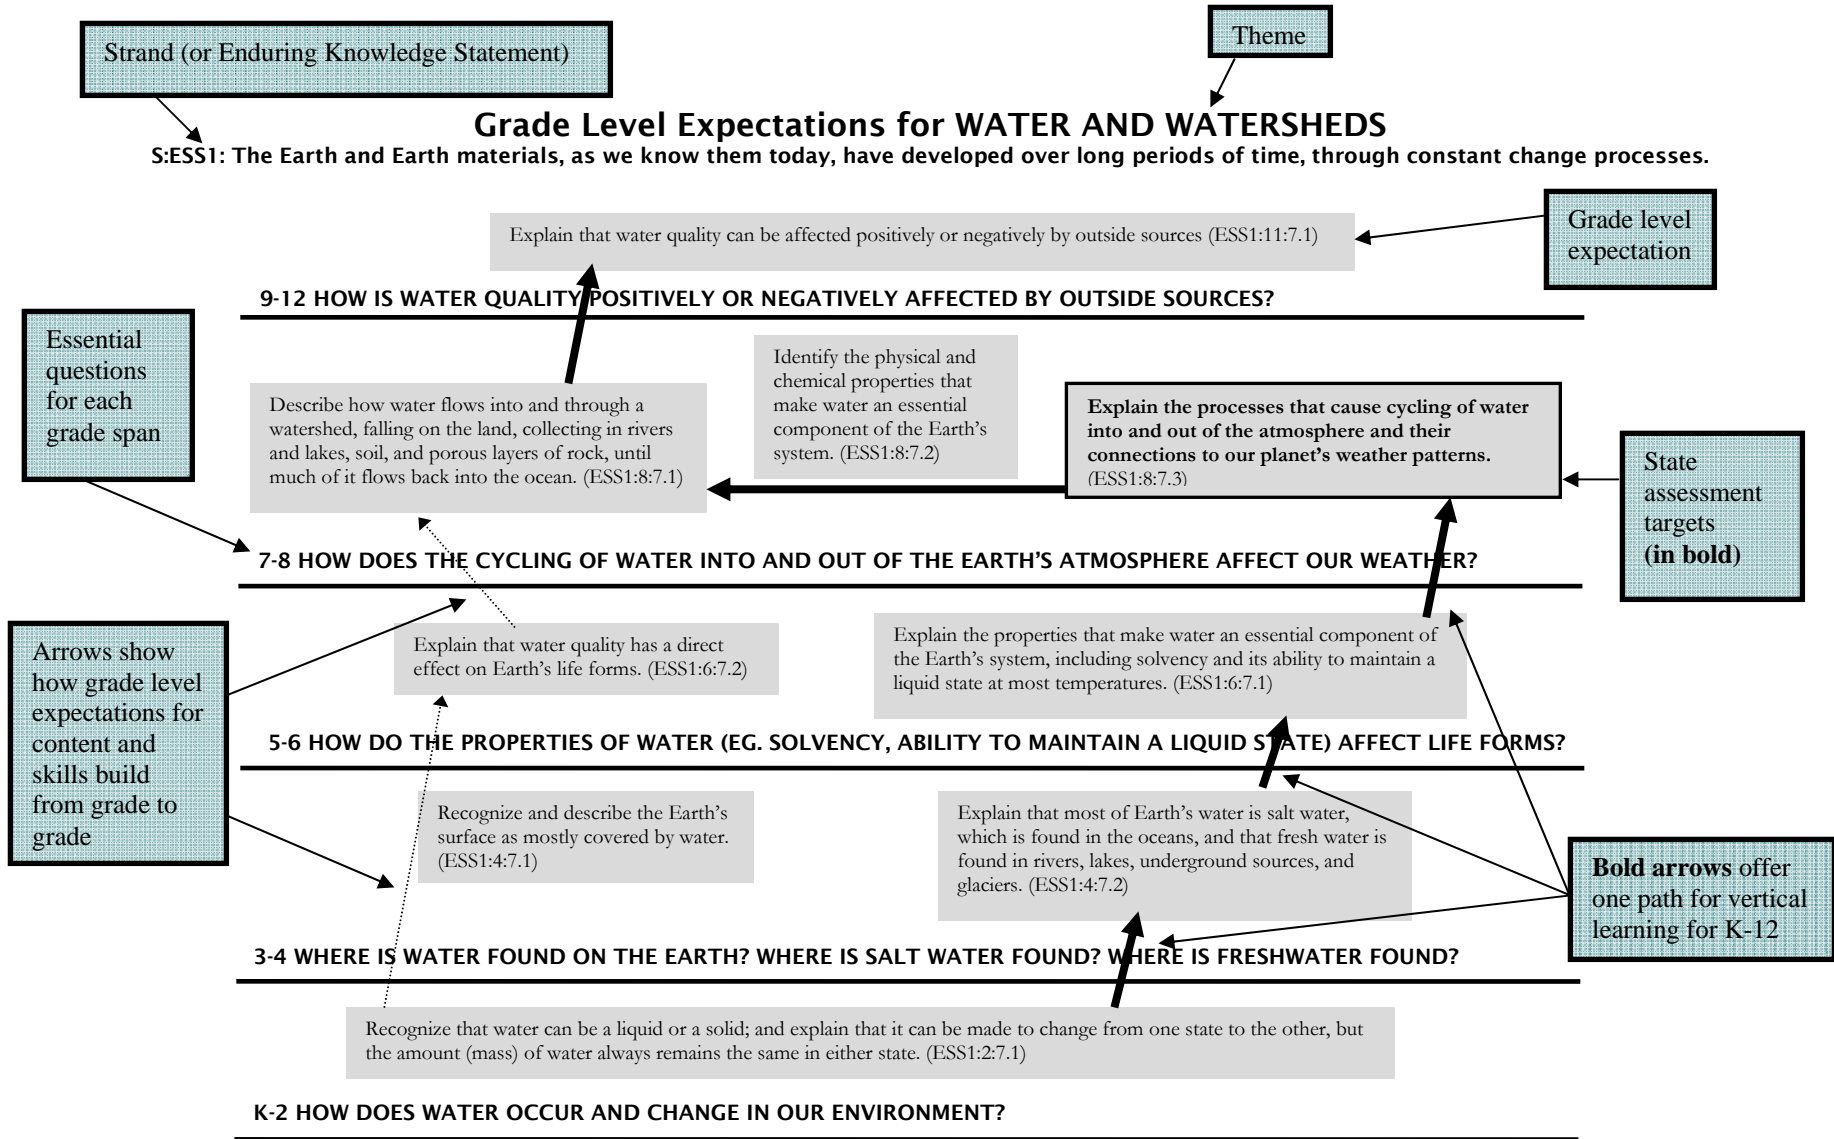 Strand (or Enduring Knowledge Statement)
Theme
Grade Level Expectations for WATER AND WATERSHEDS
S:ESS1: The Earth and Earth materials, as we know them today, have developed over long periods of time, through constant change processes.
Explain that water quality can be affected positively or negatively by outside sources (ESS1:11:7.1)
Grade level
expectation
9-12 HOW IS WATER QUALITY POSITIVELY OR NEGATIVELY AFFECTED BY OUTSIDE SOURCES?
Essential
questions
for each
grade span
Describe how water flows into and through a
watershed, falling on the land, collecting in rivers
and lakes, soil, and porous layers of rock, until
much of it flows back into the ocean. (ESS1:8:7.1)
Identify the physical and
chemical properties that
make water an essential
component of the Earth's
system. (ESS1:8:7.2)
Explain the processes that cause cycling of water
into and out of the atmosphere and their
connections to our planet's weather patterns.
(ESS1:8:7.3)
State
assessment
targets
(in bold)
7-8 HOW DOES THE CYCLING OF WATER INTO AND OUT OF THE EARTH'S ATMOSPHERE AFFECT OUR WEATHER?
Arrows show
how grade level
expectations for
content and
skills build
from grade to
grade
Explain that water quality has a direct
effect on Earth's life forms. (ESS1:6:7.2)
Explain the properties that make water an essential component of
the Earth's system, including solvency and its ability to maintain a
liquid state at most temperatures. (ESS1:6:7.1)
5-6 HOW DO THE PROPERTIES OF WATER (EG. SOLVENCY, ABILITY TO MAINTAIN A LIQUID STATE) AFFECT LIFE FORMS?
Recognize and describe the Earth's
surface as mostly covered by water.
(ESS1:4:7.1)
Explain that most of Earth's water is salt water,
which is found in the oceans, and that fresh water is
found in rivers, lakes, underground sources, and
glaciers. (ESS1:4:7.2)
Bold arrows offer
one path for vertical
learning for K-12
3-4 WHERE IS WATER FOUND ON THE EARTH? WHERE IS SALT WATER FOUND? WHERE IS FRESHWATER FOUND?
Recognize that water can be a liquid or a solid; and explain that it can be made to change from one state to the other, but
the amount (mass) of water always remains the same in either state. (ESS1:2:7.1)
K-2 HOW DOES WATER OCCUR AND CHANGE IN OUR ENVIRONMENT?